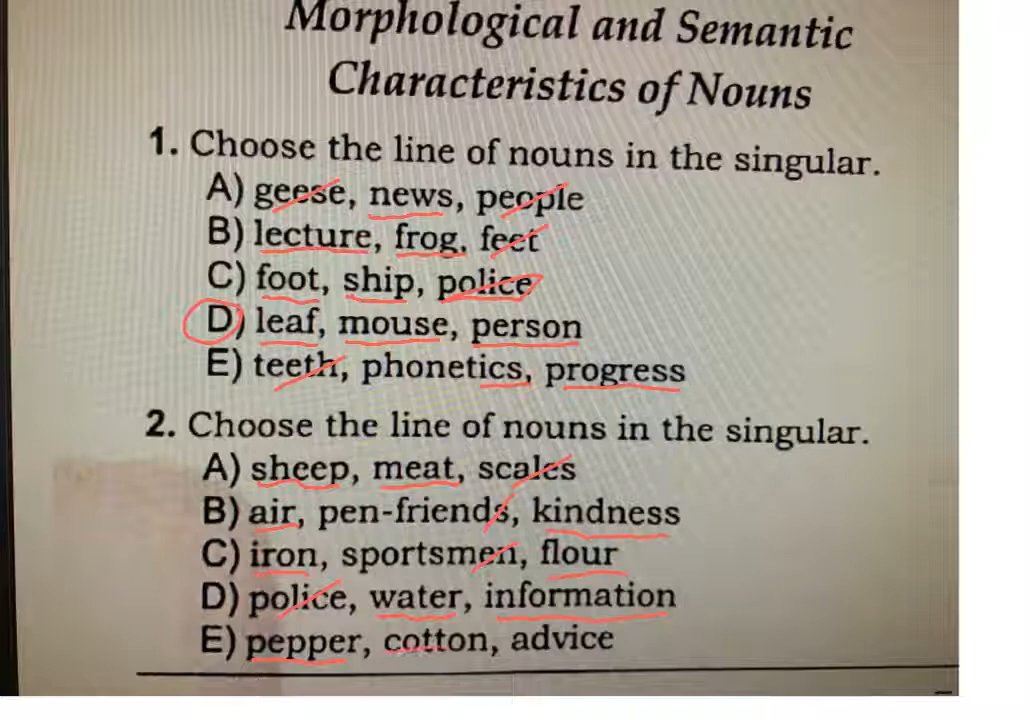 Morphological and Semantic
Characteristics of Nouns
1. Choose the line of nouns in the singular.
A) geese, news, people
B) lecture, frog, feet
C) foot, ship, police
D) leaf, mouse, person
E) teeth, phonetics, progress
2. Choose the line of nouns in the singular.
A) sheep, meat, scales
B) air, pen-friends, kindness
C) iron, sportsmen, flour
D) police, water, information
E) pepper, cotton, advice